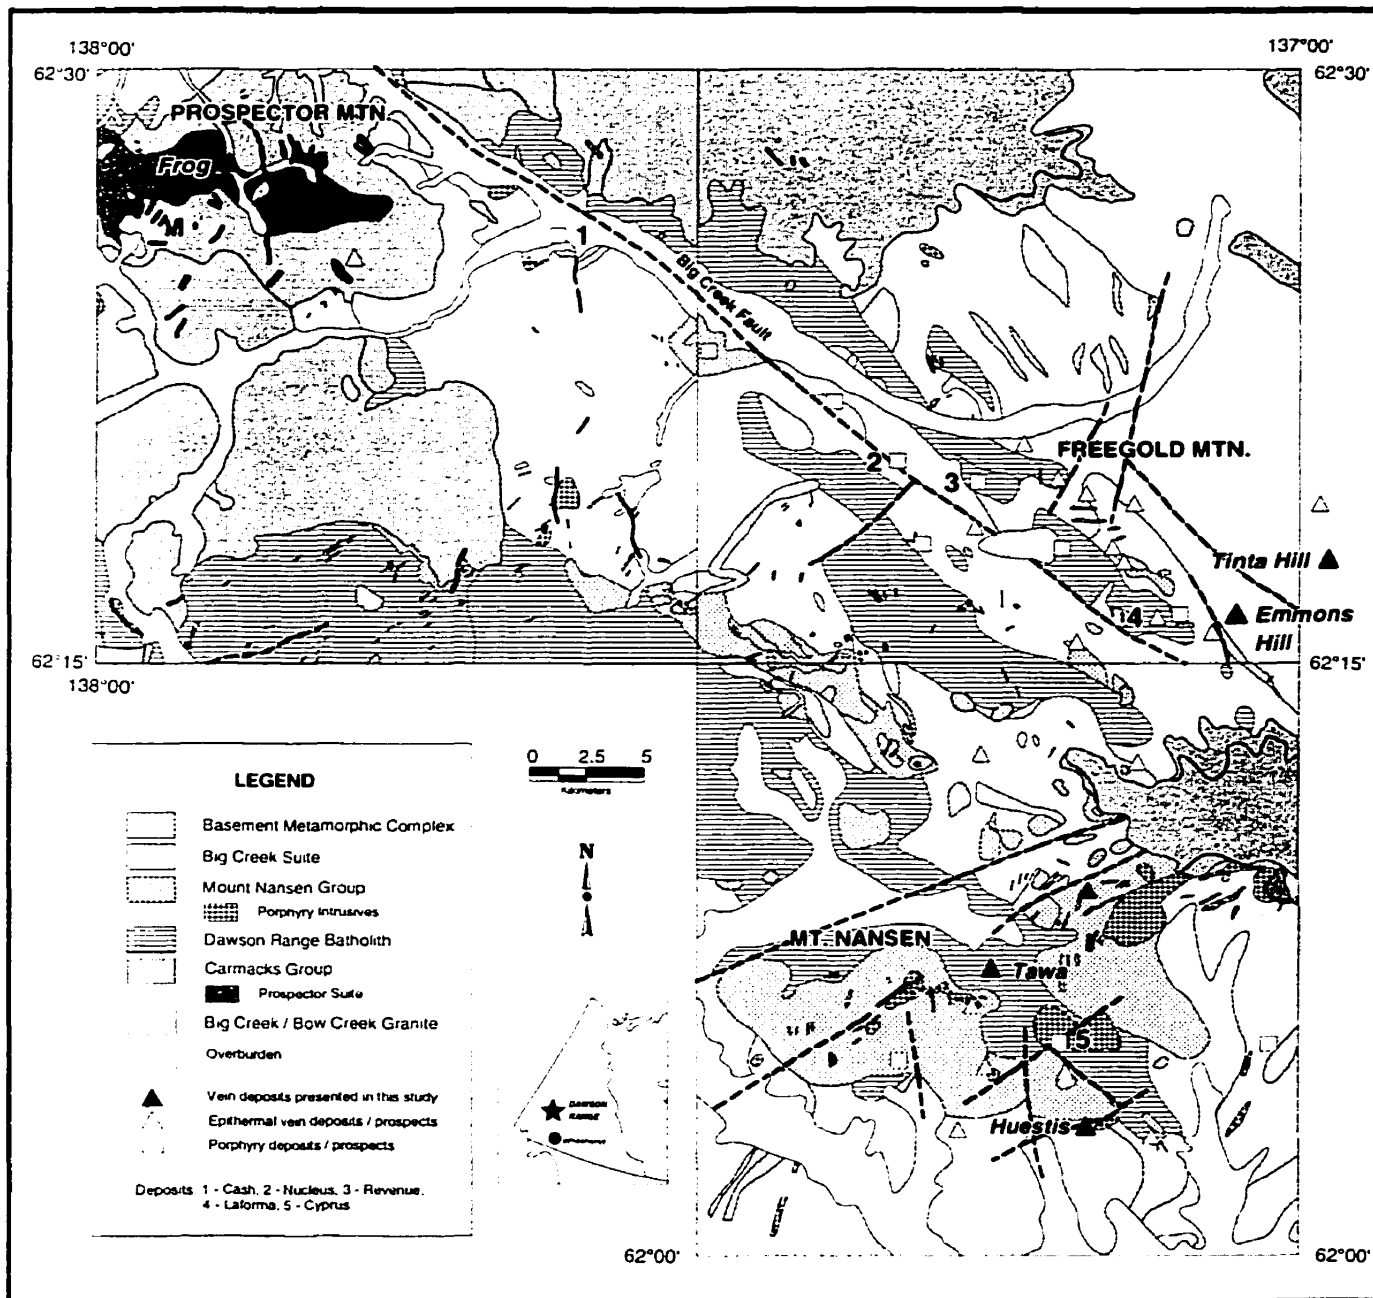 138°00'
137°00'
62°30'
62°30'
PROSPECTOR MTN.
Frog
M
1
Big Creek Fault
2
3
FREEGOLD MTN.
Tinta Hill
4
Emmons
Hill
62°15'
62°15'
138°00'
LEGEND
Basement Metamorphic Complex
Big Creek Suite
Mount Nansen Group
Porphyry Intrusives
Dawson Range Batholith
Carmacks Group
Prospector Suite
Big Creek / Bow Creek Granite
Overburden
Vein deposits presented in this study
Epithermal vein deposits / prospects
Porphyry deposits / prospects
Deposits 1 - Cash, 2 - Nucleus, 3 - Revenue,
4 - Laforma, 5 - Cyprus
0 2.5 5
Kilometers
N
DAWSON
RANGE
MT. NANSEN
Tawa
5
Huestis
62°00'
62°00'